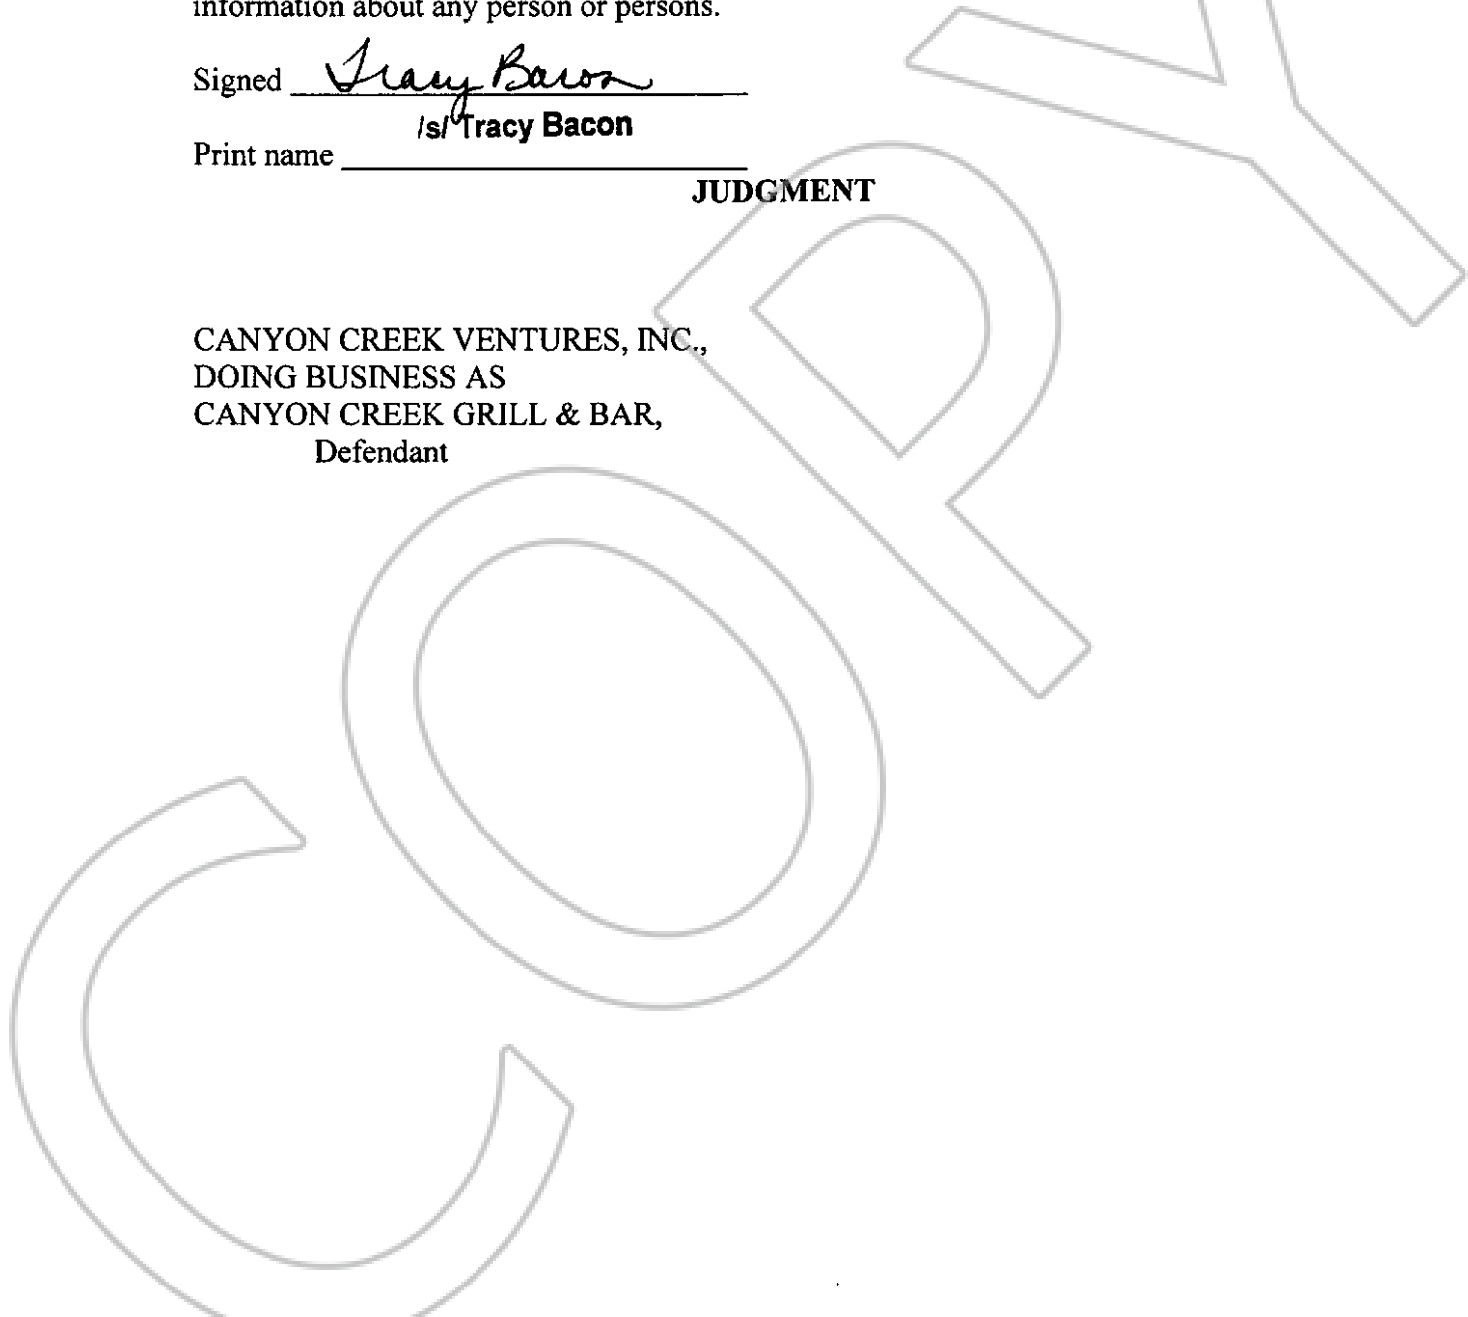 information about any person or persons.
Signed Tracy Bacon
/s/ Tracy Bacon
Print name
JUDGMENT
CANYON CREEK VENTURES, INC.,
DOING BUSINESS AS
CANYON CREEK GRILL & BAR,
Defendant
COPY